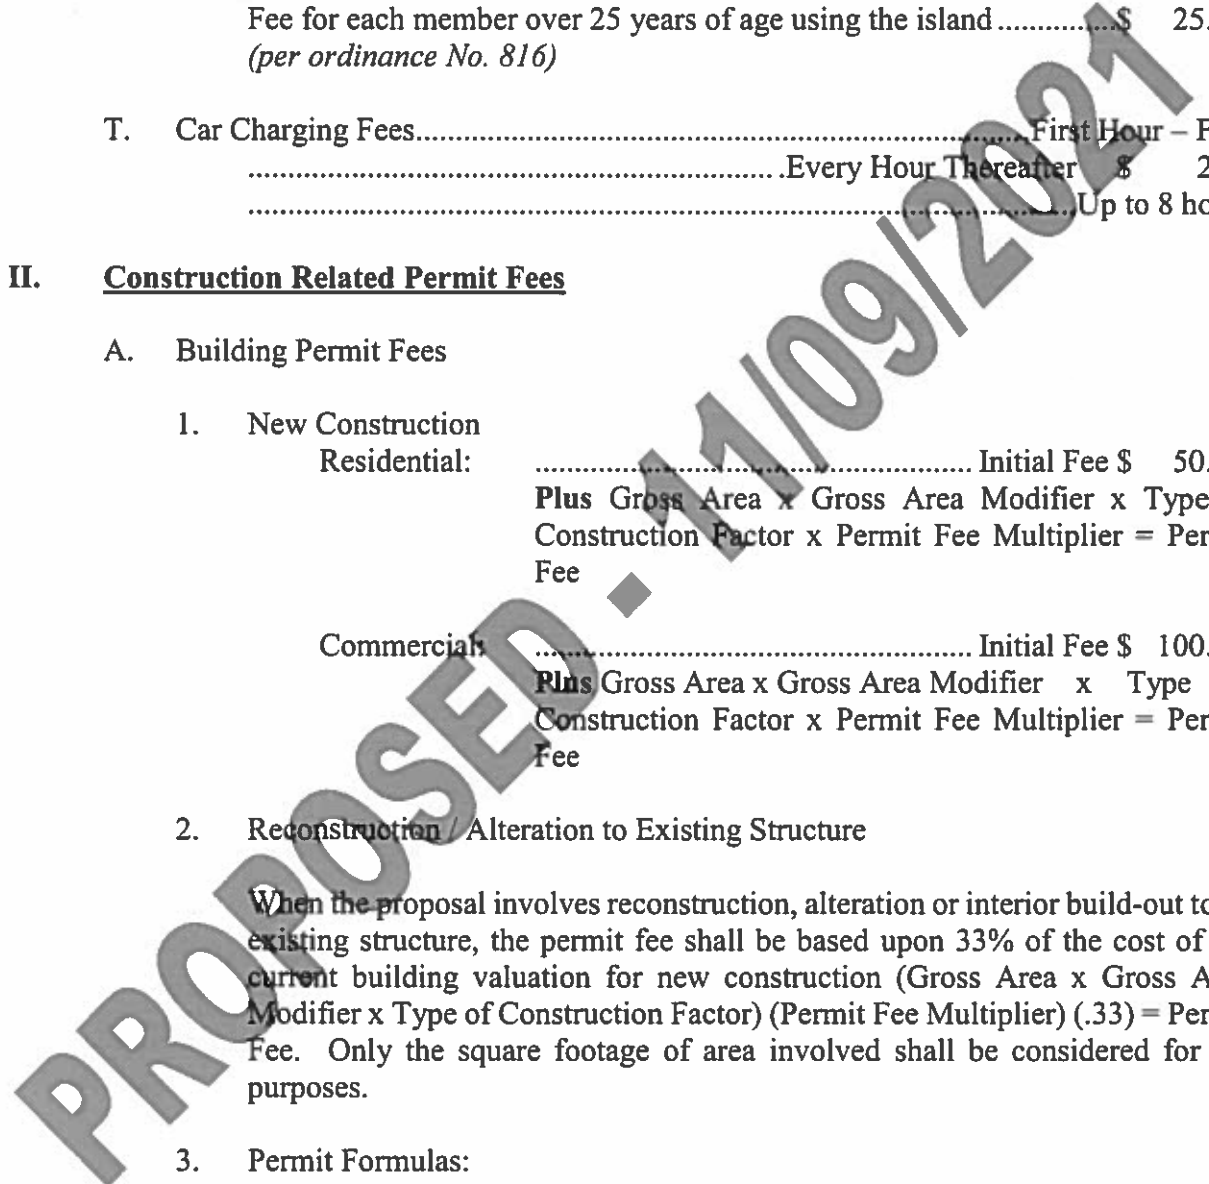 Fee for each member over 25 years of age using the island ...............$ 25.
(per ordinance No. 816)
T. Car Charging Fees...............................................................................First Hour – F
.................................................................... .Every Hour Thereafter $ 2
...........................................................................................................Up to 8 ho
II. Construction Related Permit Fees
A. Building Permit Fees
1. New Construction
Residential: ........................................................ Initial Fee $ 50.
Plus Gross Area x Gross Area Modifier x Type
Construction Factor x Permit Fee Multiplier = Per
Fee
Commercial: ........................................................ Initial Fee $ 100.
Plus Gross Area x Gross Area Modifier x Type
Construction Factor x Permit Fee Multiplier = Per
Fee
2. Reconstruction / Alteration to Existing Structure
When the proposal involves reconstruction, alteration or interior build-out to
existing structure, the permit fee shall be based upon 33% of the cost of
current building valuation for new construction (Gross Area x Gross A
Modifier x Type of Construction Factor) (Permit Fee Multiplier) (.33) = Per
Fee. Only the square footage of area involved shall be considered for
purposes.
3. Permit Formulas:
PROPOSED - 11/09/2021